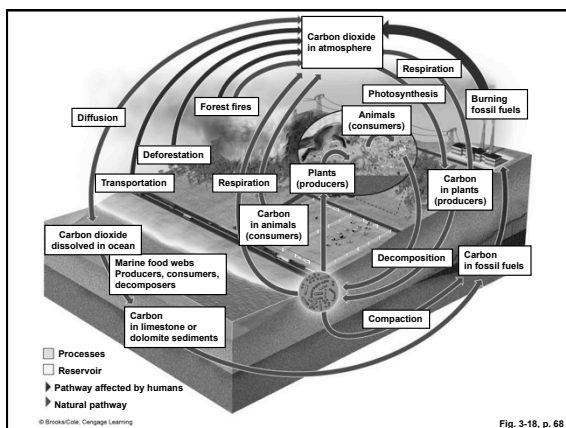 Carbon dioxide
in atmosphere
Respiration
Photosynthesis
Burning
fossil fuels
Forest fires
Animals
(consumers)
Diffusion
Deforestation
Plants
(producers)
Carbon
in plants
(producers)
Transportation
Respiration
Carbon
in animals
(consumers)
Carbon dioxide
dissolved in ocean
Decomposition
Carbon
in fossil fuels
Marine food webs
Producers, consumers,
decomposers
Carbon
in limestone or
dolomite sediments
Compaction
Processes
Reservoir
Pathway affected by humans
Natural pathway
© Brooks/Cole, Cengage Learning
Fig. 3-18, p. 68